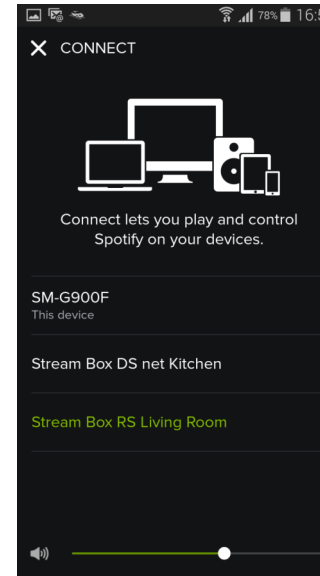 78% 16:5
CONNECT
Connect lets you play and control
Spotify on your devices.
SM-G900F
This device
Stream Box DS net Kitchen
Stream Box RS Living Room